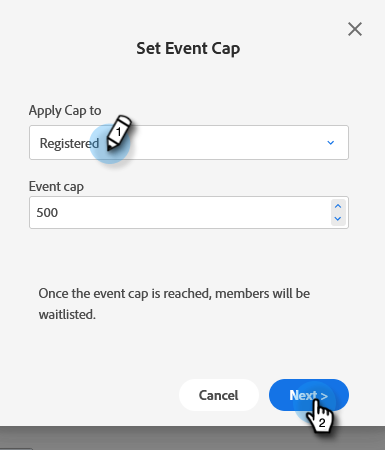 Set Event Cap
Apply Cap to
Registered
1
Event cap
500
Once the event cap is reached, members will be
waitlisted.
Cancel
Next >
2